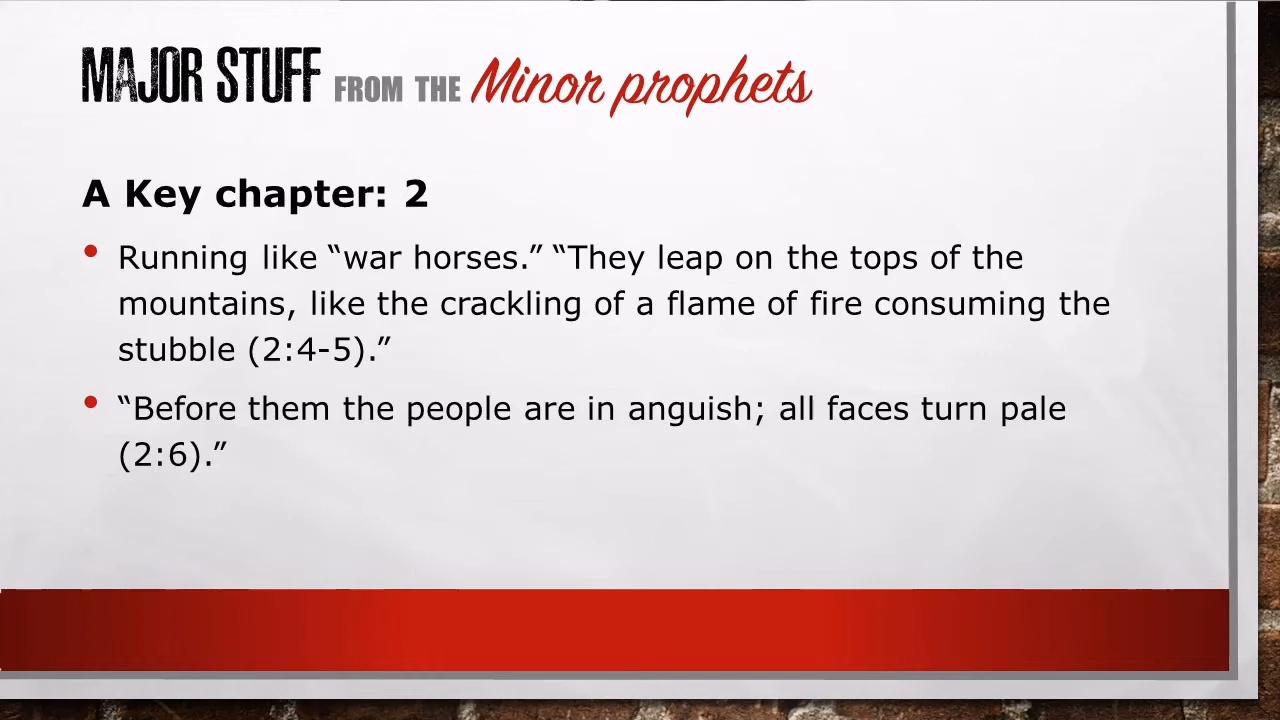 MAJOR STUFF FROM THE Minor prophets
A Key chapter: 2
• Running like “war horses.” “They leap on the tops of the
mountains, like the crackling of a flame of fire consuming the
stubble (2:4-5).”
• “Before them the people are in anguish; all faces turn pale
(2:6).”